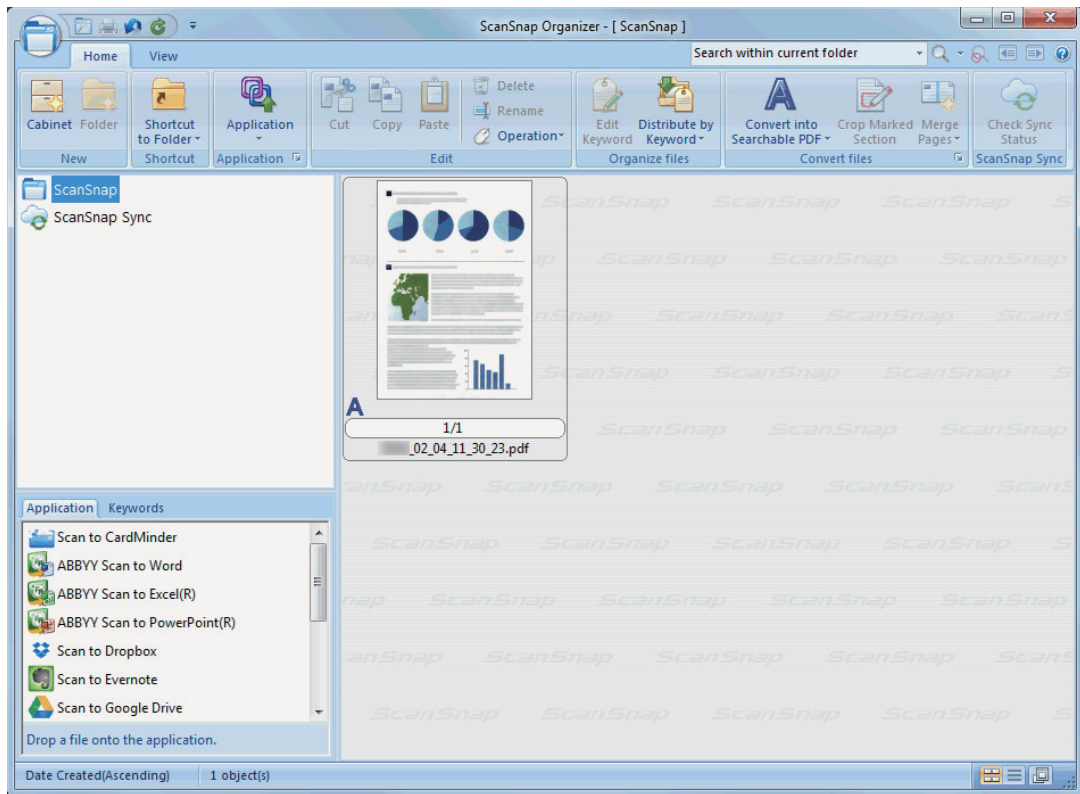 ScanSnap Organizer - [ ScanSnap ]
Home View
Search within current folder
Cabinet Folder
Shortcut to Folder
Application
Cut Copy Paste
Delete
Rename
Operation
Edit Keyword
Distribute by Keyword
Convert into Searchable PDF
Crop Marked Section
Merge Pages
Check Sync Status
New Shortcut Application Edit Organize files Convert files ScanSnap Sync
ScanSnap
ScanSnap Sync
A
1/1
_02_04_11_30_23.pdf
Application Keywords
Scan to CardMinder
ABBYY Scan to Word
ABBYY Scan to Excel(R)
ABBYY Scan to PowerPoint(R)
Scan to Dropbox
Scan to Evernote
Scan to Google Drive
Drop a file onto the application.
Date Created(Ascending) 1 object(s)